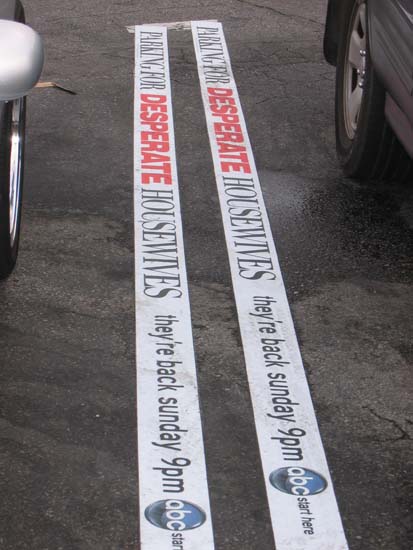 PARKING FOR DESPERATE HOUSEWIVES they're back sunday 9pm abc start
PARKING FOR DESPERATE HOUSEWIVES they're back sunday 9pm abc start here